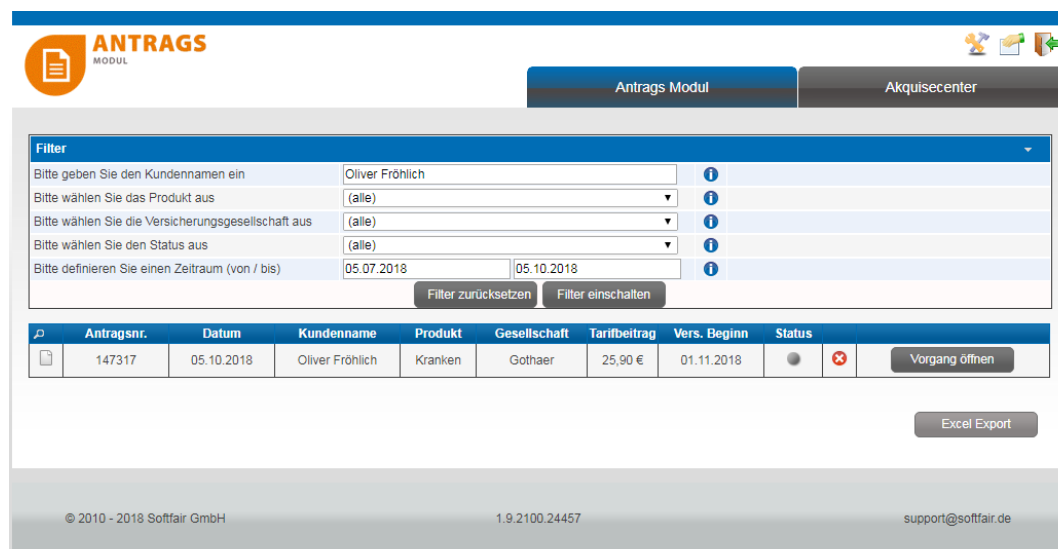 ANTRAGS
MODUL
Antrags Modul
Akquisecenter
Filter
Bitte geben Sie den Kundennamen ein Oliver Fröhlich
Bitte wählen Sie das Produkt aus (alle)
Bitte wählen Sie die Versicherungsgesellschaft aus (alle)
Bitte wählen Sie den Status aus (alle)
Bitte definieren Sie einen Zeitraum (von / bis) 05.07.2018 05.10.2018
Filter zurücksetzen Filter einschalten
Antragsnr. Datum Kundenname Produkt Gesellschaft Tarifbeitrag Vers. Beginn Status
147317 05.10.2018 Oliver Fröhlich Kranken Gothaer 25,90 € 01.11.2018 Vorgang öffnen
Excel Export
© 2010 - 2018 Softfair GmbH 1.9.2100.24457 support@softfair.de